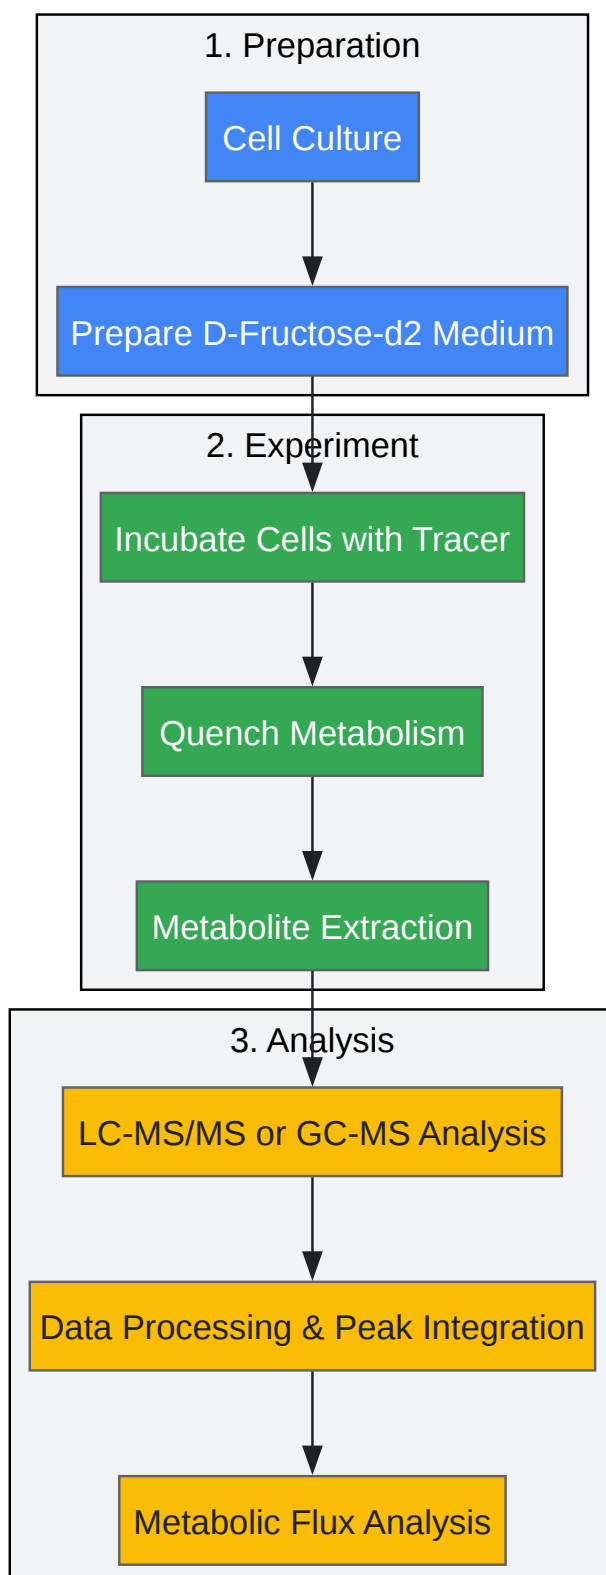 1. Preparation
Cell Culture
Prepare D-Fructose-d2 Medium
2. Experiment
Incubate Cells with Tracer
Quench Metabolism
Metabolite Extraction
3. Analysis
LC-MS/MS or GC-MS Analysis
Data Processing & Peak Integration
Metabolic Flux Analysis